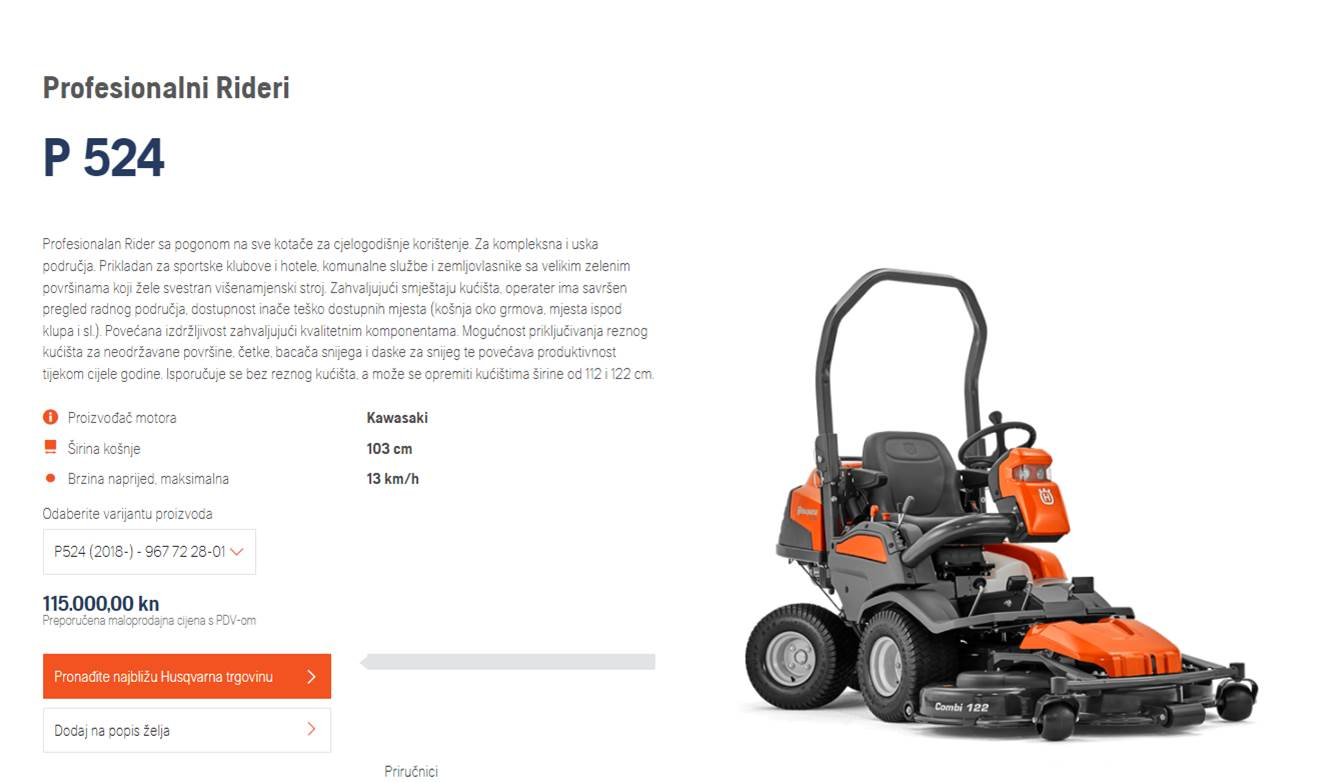 Profesionalni Rideri
P 524
Profesionalan Rider sa pogonom na sve kotače za cjelogodišnje korištenje. Za kompleksna i uska
područja. Prikladan za sportske klubove i hotele, komunalne službe i zemljovlasnike sa velikim zelenim
površinama koji žele svestran višenamjenski stroj. Zahvaljujući smještaju kućišta, operater ima savršen
pregled radnog područja, dostupnost inače teško dostupnih mjesta (košnja oko grmova, mjesta ispod
klupa i sl.). Povećana izdržljivost zahvaljujući kvalitetnim komponentama. Mogućnost priključivanja reznog
kućišta za neodržavane površine, četke, bacača snijega i daske za snijeg te povećava produktivnost
tijekom cijele godine. Isporučuje se bez reznog kućišta, a može se opremiti kućištima širine od 112 i 122 cm.
Proizvođač motora Kawasaki
Širina košnje 103 cm
Brzina naprijed, maksimalna 13 km/h
Odaberite varijantu proizvoda
P524 (2018-) - 967 72 28-01
115.000,00 kn
Preporučena maloprodajna cijena s PDV-om
Pronađite najbližu Husqvarna trgovinu
Dodaj na popis želja
Priručnici
Husqvarna
Combi 122